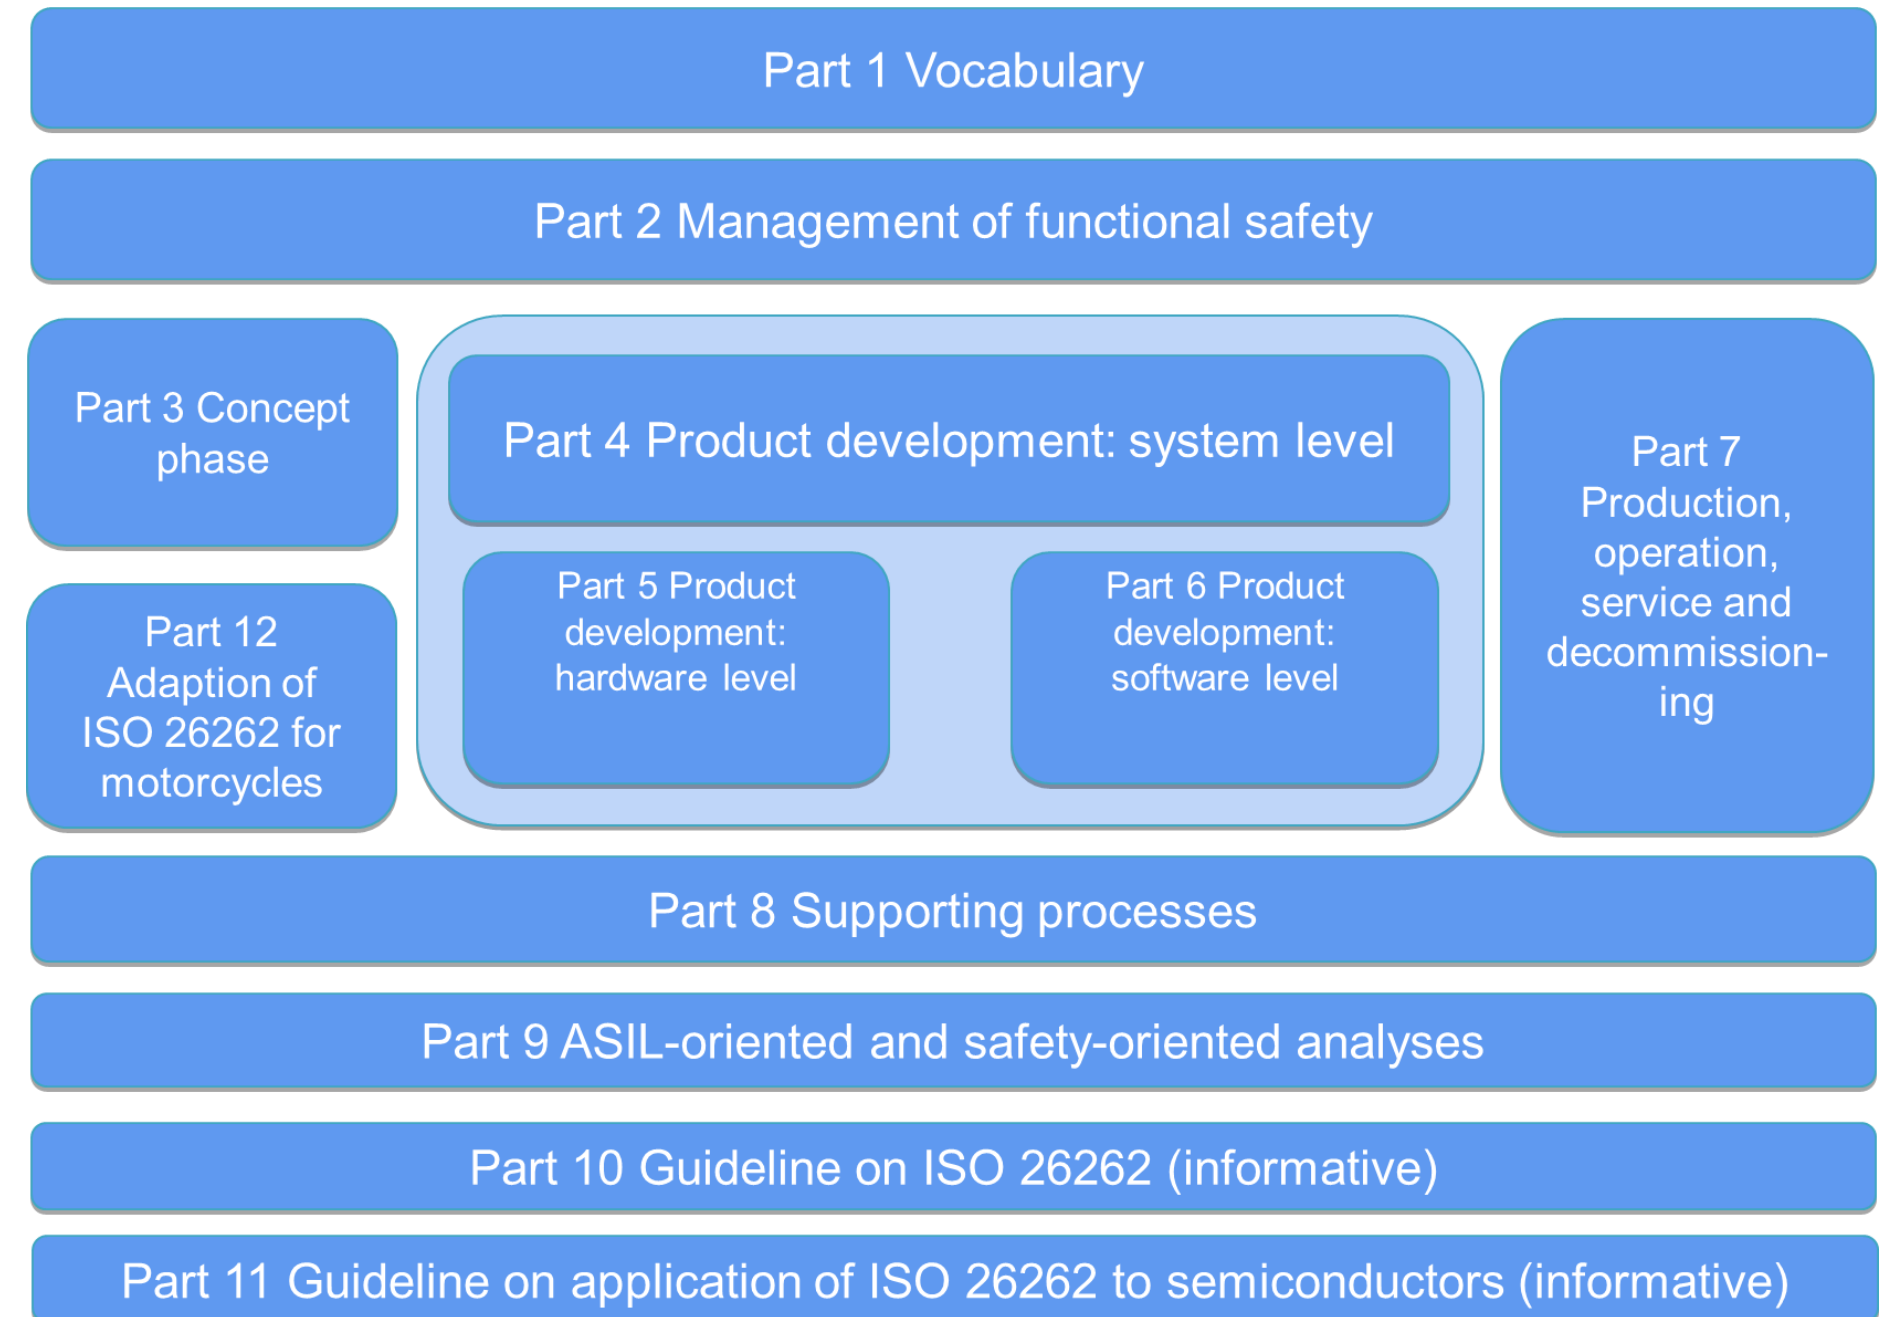 Part 1 Vocabulary
Part 2 Management of functional safety
Part 3 Concept
phase
Part 12
Adaption of
ISO 26262 for
motorcycles
Part 4 Product development: system level
Part 5 Product
development:
hardware level
Part 6 Product
development:
software level
Part 7
Production,
operation,
service and
decommission-
ing
Part 8 Supporting processes
Part 9 ASIL-oriented and safety-oriented analyses
Part 10 Guideline on ISO 26262 (informative)
Part 11 Guideline on application of ISO 26262 to semiconductors (informative)